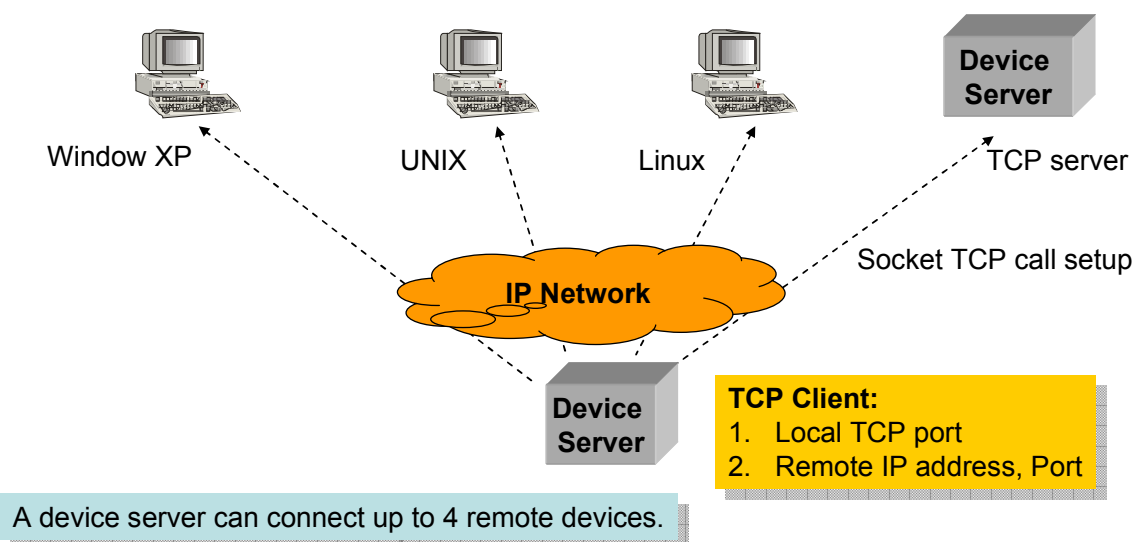 Device
Server
Window XP
UNIX
Linux
TCP server
Socket TCP call setup
IP Network
Device
Server
TCP Client:
1. Local TCP port
2. Remote IP address, Port
A device server can connect up to 4 remote devices.